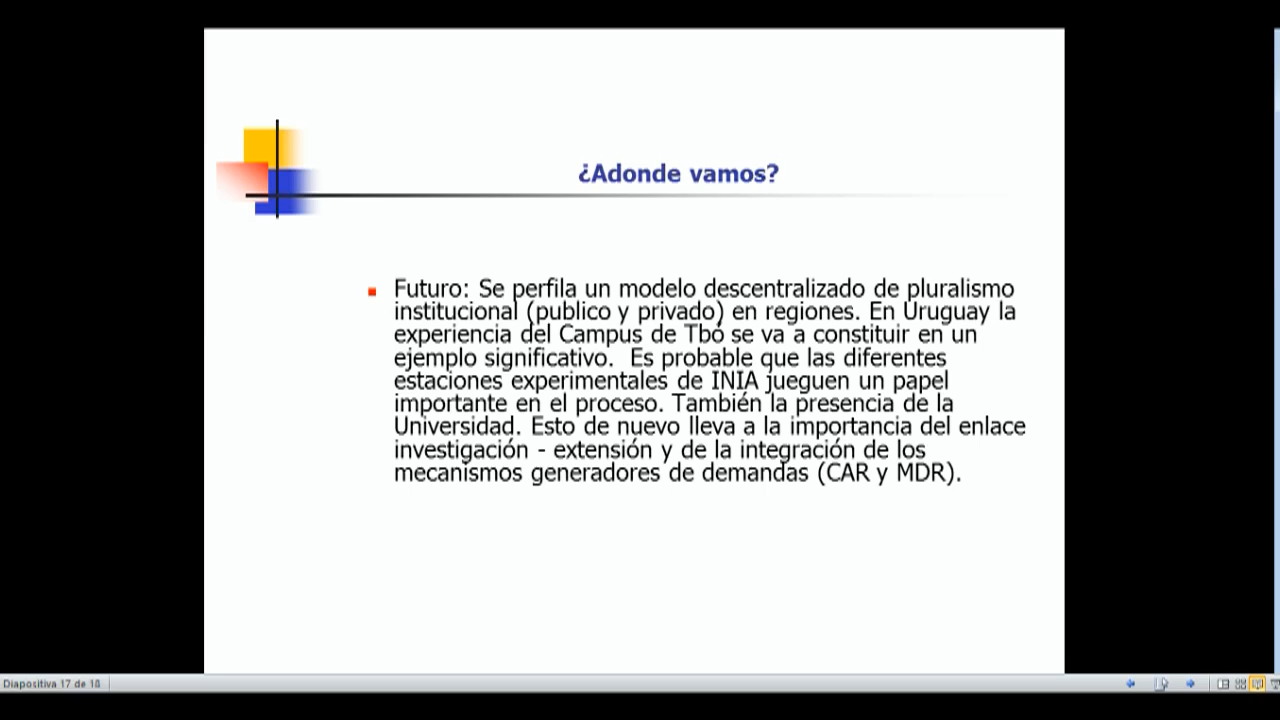 ¿Adonde vamos?
Futuro: Se perfila un modelo descentralizado de pluralismo
institucional (publico y privado) en regiones. En Uruguay la
experiencia del Campus de Tbó se va a constituir en un
ejemplo significativo. Es probable que las diferentes
estaciones experimentales de INIA jueguen un papel
importante en el proceso. También la presencia de la
Universidad. Esto de nuevo lleva a la importancia del enlace
investigación - extensión y de la integración de los
mecanismos generadores de demandas (CAR y MDR).
Diapositiva 17 de 18